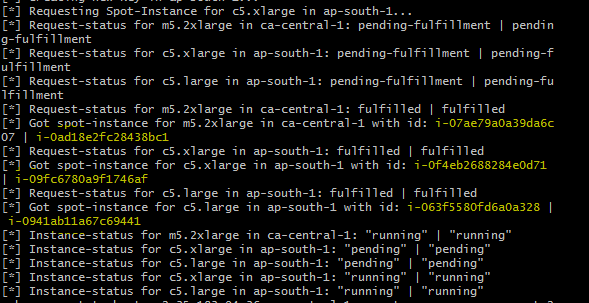 [*] Requesting Spot-Instance for c5.xlarge in ap-south-1...
[*] Request-status for m5.2xlarge in ca-central-1: pending-fulfillment | pendin
g-fulfillment
[*] Request-status for c5.xlarge in ap-south-1: pending-fulfillment | pending-f
ulfillment
[*] Request-status for c5.large in ap-south-1: pending-fulfillment | pending-fu
lfillment
[*] Request-status for m5.2xlarge in ca-central-1: fulfilled | fulfilled
[*] Got spot-instance for m5.2xlarge in ca-central-1 with id: i-07ae79a0a39da6c
07 | i-0ad18e2fc28438bc1
[*] Request-status for c5.xlarge in ap-south-1: fulfilled | fulfilled
[*] Got spot-instance for c5.xlarge in ap-south-1 with id: i-0f4eb2688284e0d71
| i-09fc6780a9f1746af
[*] Request-status for c5.large in ap-south-1: fulfilled | fulfilled
[*] Got spot-instance for c5.large in ap-south-1 with id: i-063f5580fd6a0a328 |
i-0941ab11a67c69441
[*] Instance-status for m5.2xlarge in ca-central-1: "running" | "running"
[*] Instance-status for c5.xlarge in ap-south-1: "pending" | "pending"
[*] Instance-status for c5.large in ap-south-1: "pending" | "pending"
[*] Instance-status for c5.xlarge in ap-south-1: "running" | "running"
[*] Instance-status for c5.large in ap-south-1: "running" | "running"